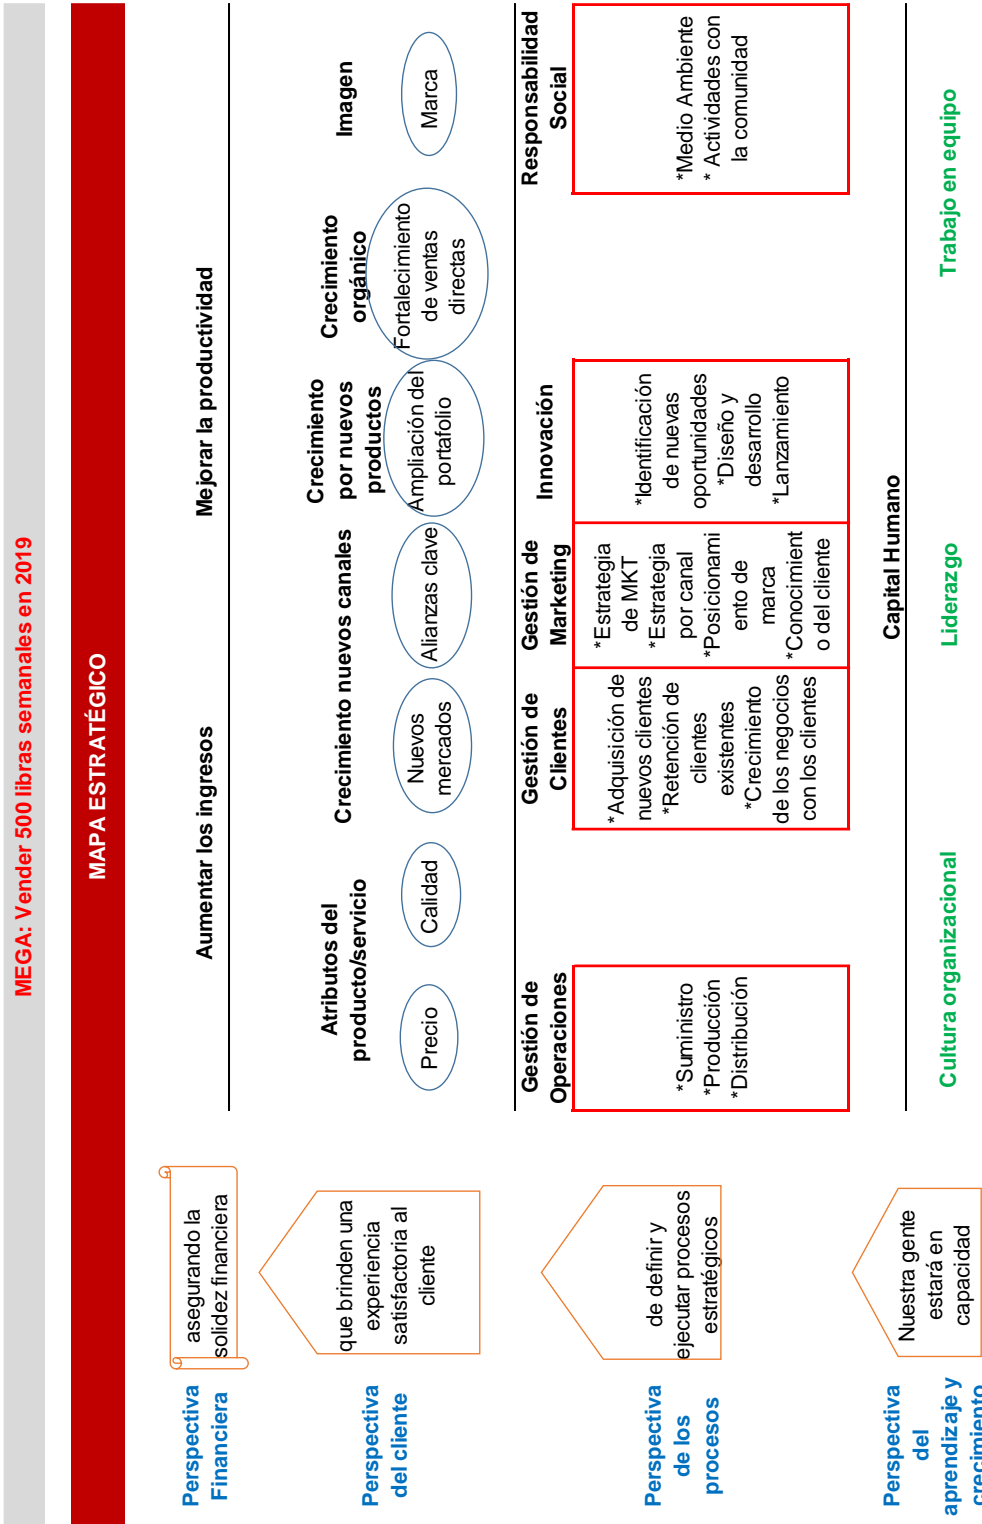 MEGA: Vender 500 libras semanales en 2019
MAPA ESTRATÉGICO
Perspectiva
Financiera
asegurando la
solidez financiera
Aumentar los ingresos
Mejorar la productividad
Perspectiva
del cliente
que brinden una
experiencia
satisfactoria al
cliente
Atributos del
producto/servicio
Precio
Calidad
Crecimiento nuevos canales
Nuevos
mercados
Alianzas clave
Crecimiento
por nuevos
productos
Ampliación del
portafolio
Crecimiento
orgánico
Fortalecimiento
de ventas
directas
Imagen
Marca
Perspectiva
de los
procesos
de definir y
ejecutar procesos
estratégicos
Gestión de
Operaciones
*Suministro
*Producción
*Distribución
Gestión de
Clientes
*Adquisición de
nuevos clientes
*Retención de
clientes
existentes
*Crecimiento
de los negocios
con los clientes
Gestión de
Marketing
*Estrategia
de MKT
*Estrategia
por canal
*Posicionami
ento de
marca
*Conocimient
o del cliente
Innovación
*Identificación
de nuevas
oportunidades
*Diseño y
desarrollo
*Lanzamiento
Responsabilidad
Social
*Medio Ambiente
* Actividades con
la comunidad
Perspectiva
del
aprendizaje y
crecimiento
Nuestra gente
estará en
capacidad
Capital Humano
Cultura organizacional
Liderazgo
Trabajo en equipo